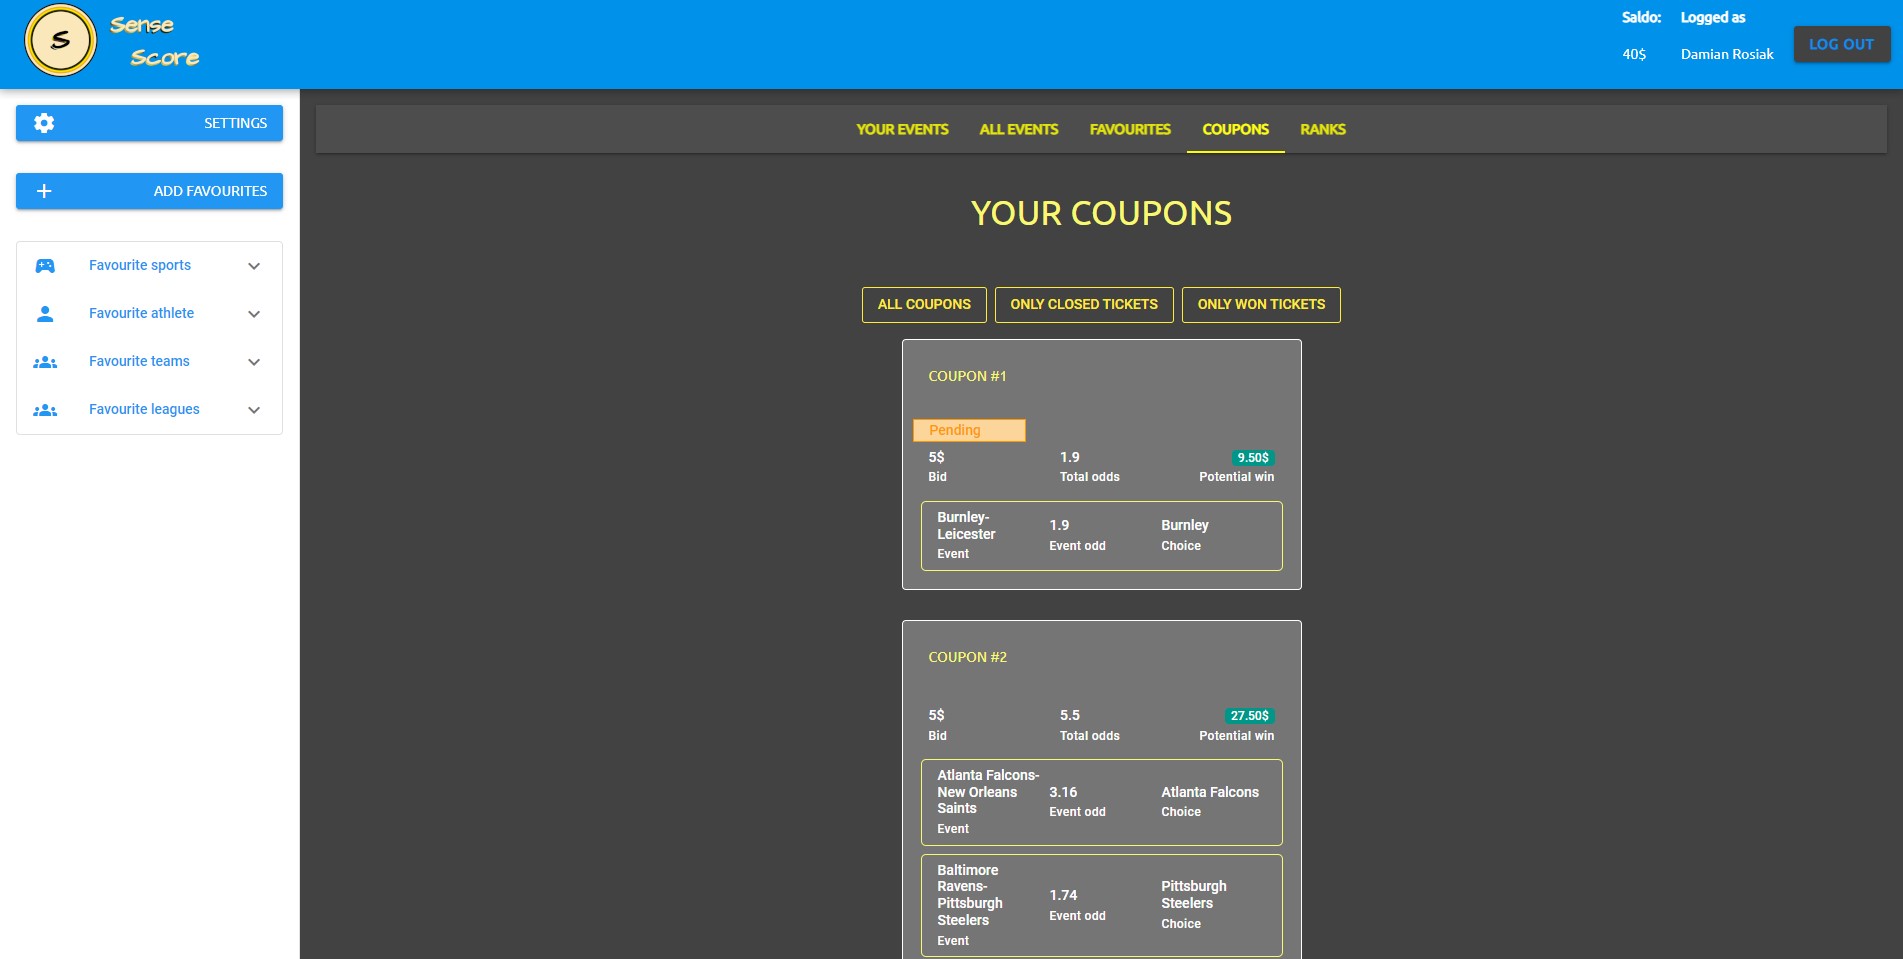 S
Sense
Score
Saldo:
Logged as
40$
Damian Rosiak
LOG OUT
SETTINGS
ADD FAVOURITES
Favourite sports
Favourite athlete
Favourite teams
Favourite leagues
YOUR EVENTS
ALL EVENTS
FAVOURITES
COUPONS
RANKS
YOUR COUPONS
ALL COUPONS
ONLY CLOSED TICKETS
ONLY WON TICKETS
COUPON #1
Pending
5$
Bid
1.9
Total odds
9.50$
Potential win
Burnley-
Leicester
Event
1.9
Event odd
Burnley
Choice
COUPON #2
5$
Bid
5.5
Total odds
27.50$
Potential win
Atlanta Falcons-
New Orleans
Saints
Event
3.16
Event odd
Atlanta Falcons
Choice
Baltimore
Ravens-
Pittsburgh
Steelers
Event
1.74
Event odd
Pittsburgh
Steelers
Choice